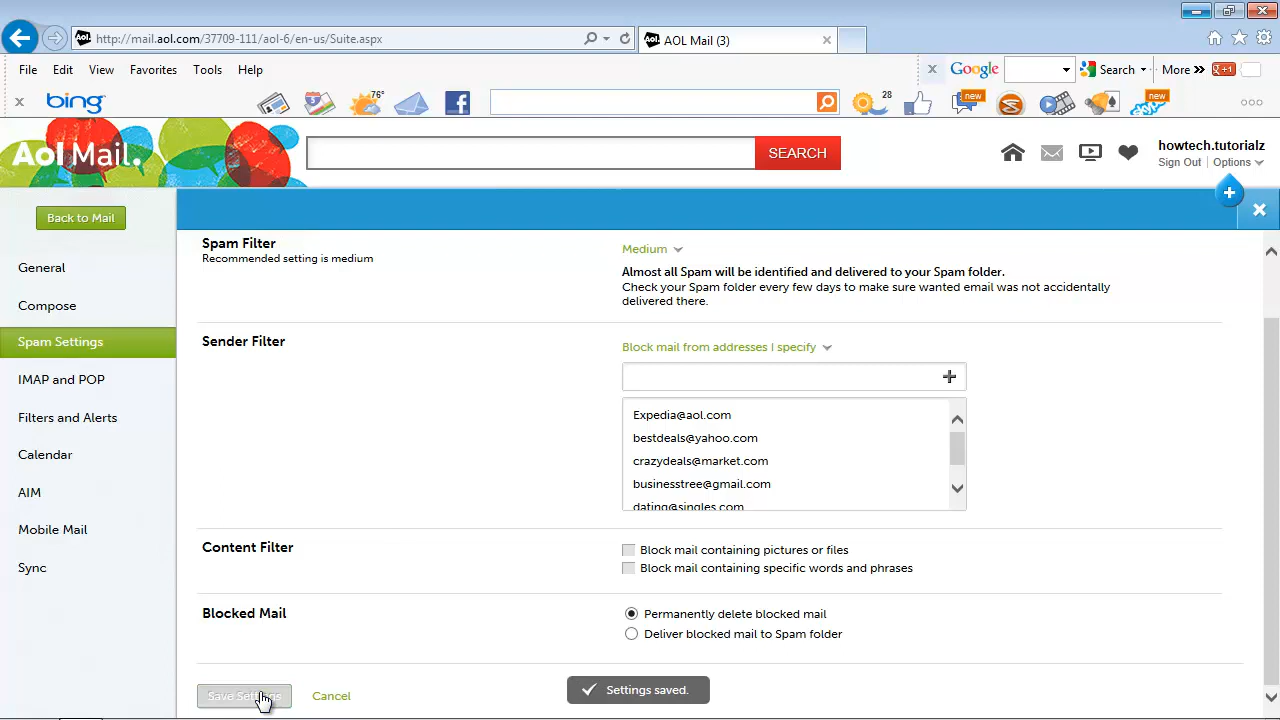 http://mail.aol.com/37709-111/aol-6/en-us/Suite.aspx
Aol.
AOL Mail (3)
File Edit View Favorites Tools Help
Google
Search
More
+1
bing
76°
28
new
new
Aol Mail.
SEARCH
howtech.tutorialz
Sign Out | Options
Back to Mail
General
Compose
Spam Settings
IMAP and POP
Filters and Alerts
Calendar
AIM
Mobile Mail
Sync
Spam Filter
Recommended setting is medium
Medium
Almost all Spam will be identified and delivered to your Spam folder.
Check your Spam folder every few days to make sure wanted email was not accidentally
delivered there.
Sender Filter
Block mail from addresses I specify
Expedia@aol.com
bestdeals@yahoo.com
crazydeals@market.com
businesstree@gmail.com
dating@singles.com
Content Filter
Block mail containing pictures or files
Block mail containing specific words and phrases
Blocked Mail
Permanently delete blocked mail
Deliver blocked mail to Spam folder
Save Settings
Cancel
Settings saved.